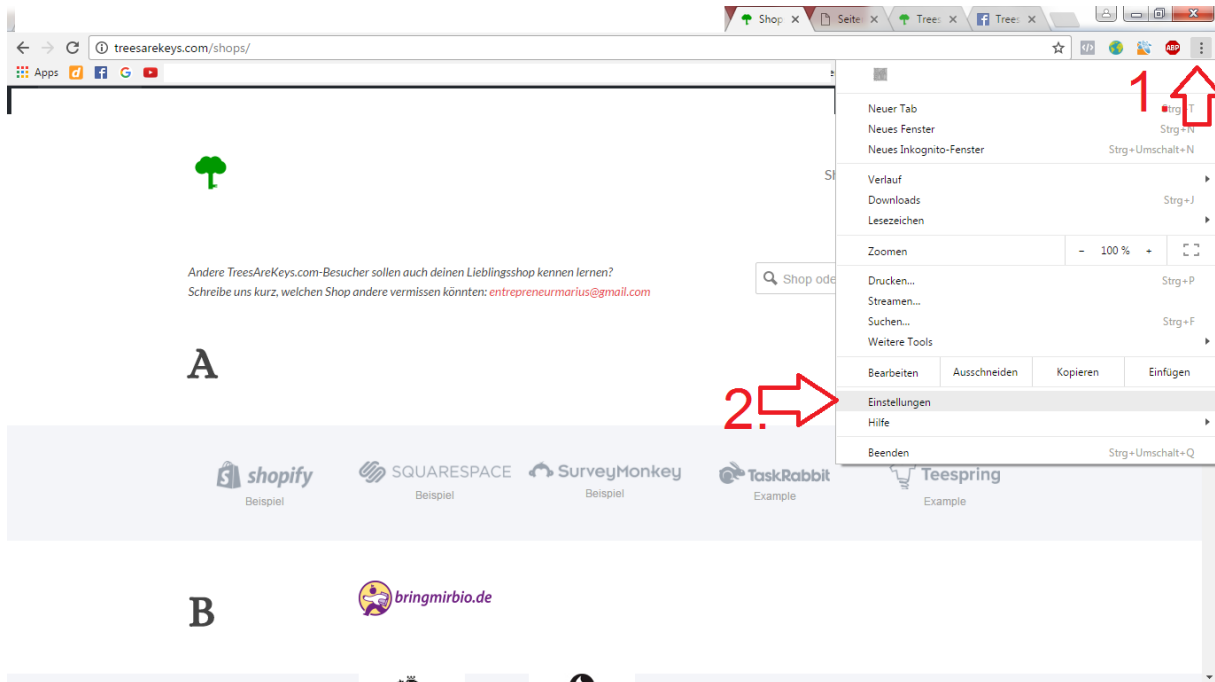 Shop
Seite
Tree
Tree
treesarekeys.com/shops/
ABP
Apps
1.
Neuer Tab
Neues Fenster
Strg+N
Neues Inkognito-Fenster Strg+Umschalt+N
Verlauf
Downloads Strg+J
Lesezeichen
Zoomen - 100 % +
Drucken... Strg+P
Streamen...
Suchen... Strg+F
Weitere Tools
Bearbeiten Ausschneiden Kopieren Einfügen
2.
Einstellungen
Hilfe
Beenden Strg+Umschalt+Q
Andere TreesAreKeys.com-Besucher sollen auch deinen Lieblingsshop kennen lernen?
Schreibe uns kurz, welchen Shop andere vermissen könnten: entrepreneurmarius@gmail.com
Shop ode
A
shopify
Beispiel
SQUARESPACE
Beispiel
SurveyMonkey
Beispiel
TaskRabbit
Example
Teespring
Example
B
bringmirbio.de